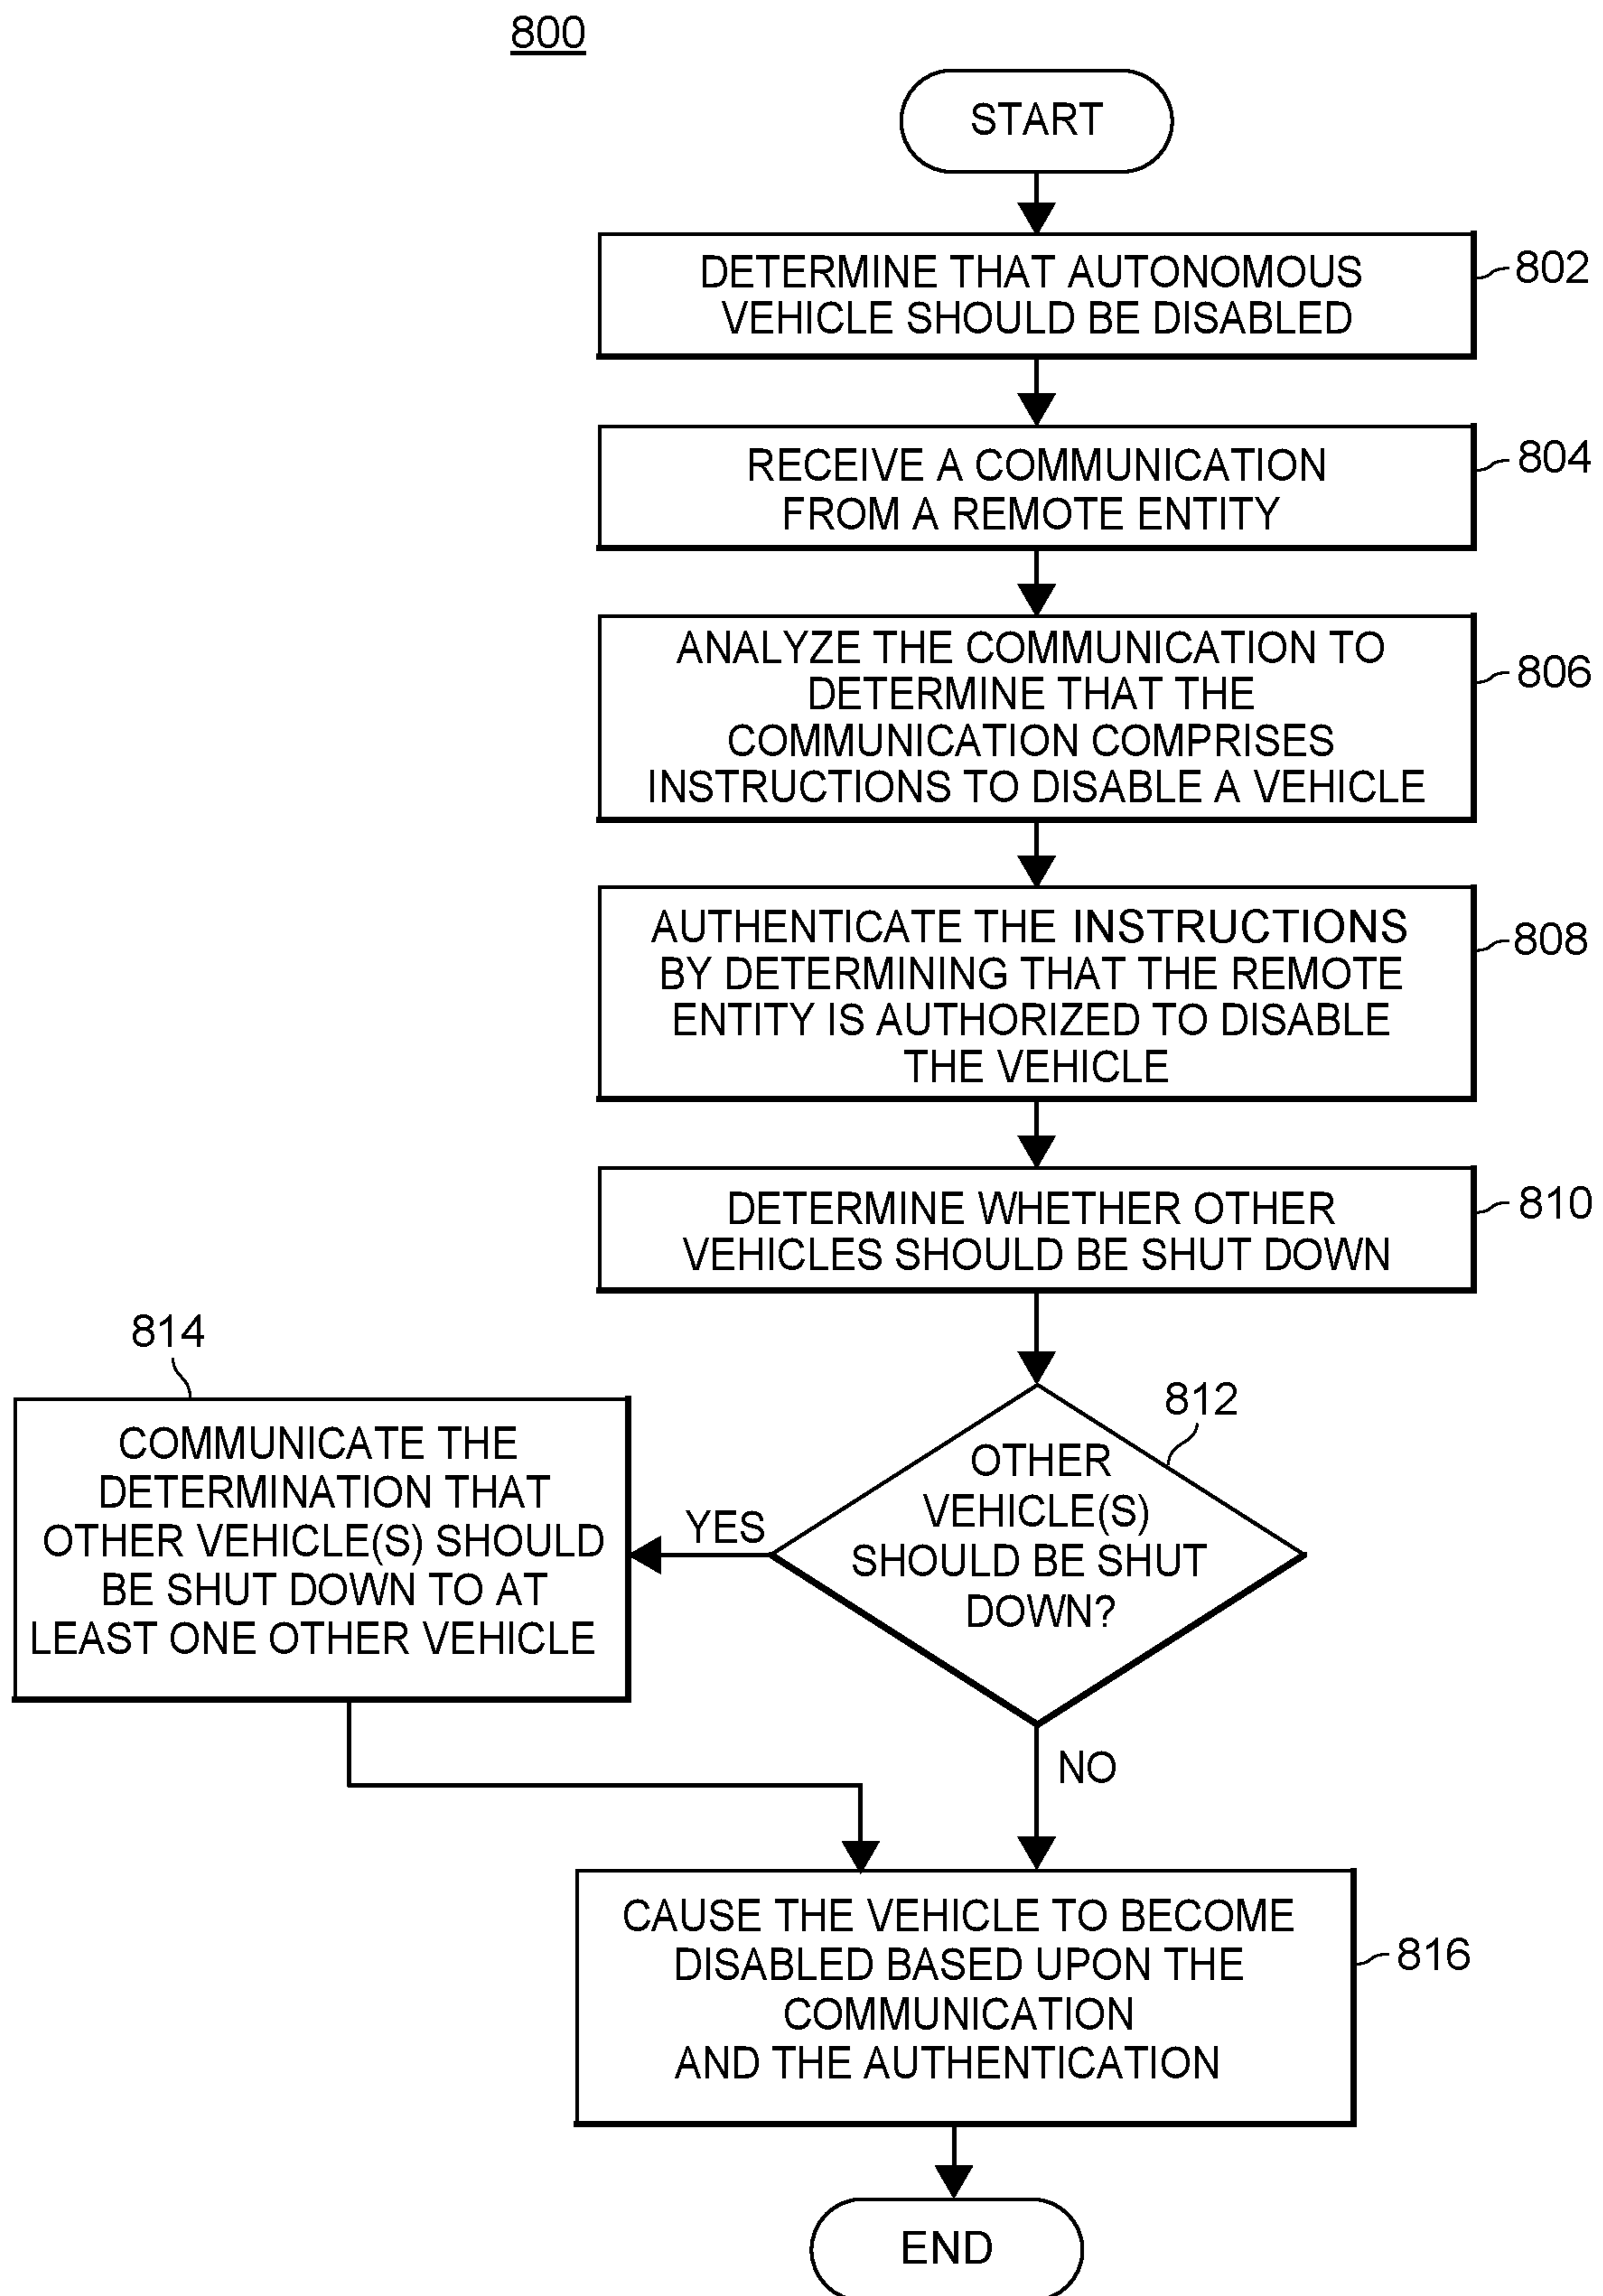 800
START
DETERMINE THAT AUTONOMOUS
VEHICLE SHOULD BE DISABLED
802
RECEIVE A COMMUNICATION
FROM A REMOTE ENTITY
804
ANALYZE THE COMMUNICATION TO
DETERMINE THAT THE
COMMUNICATION COMPRISES
INSTRUCTIONS TO DISABLE A VEHICLE
806
AUTHENTICATE THE INSTRUCTIONS
BY DETERMINING THAT THE REMOTE
ENTITY IS AUTHORIZED TO DISABLE
THE VEHICLE
808
DETERMINE WHETHER OTHER
VEHICLES SHOULD BE SHUT DOWN
810
812
OTHER
VEHICLE(S)
SHOULD BE SHUT
DOWN?
YES
814
COMMUNICATE THE
DETERMINATION THAT
OTHER VEHICLE(S) SHOULD
BE SHUT DOWN TO AT
LEAST ONE OTHER VEHICLE
NO
CAUSE THE VEHICLE TO BECOME
DISABLED BASED UPON THE
COMMUNICATION
AND THE AUTHENTICATION
816
END